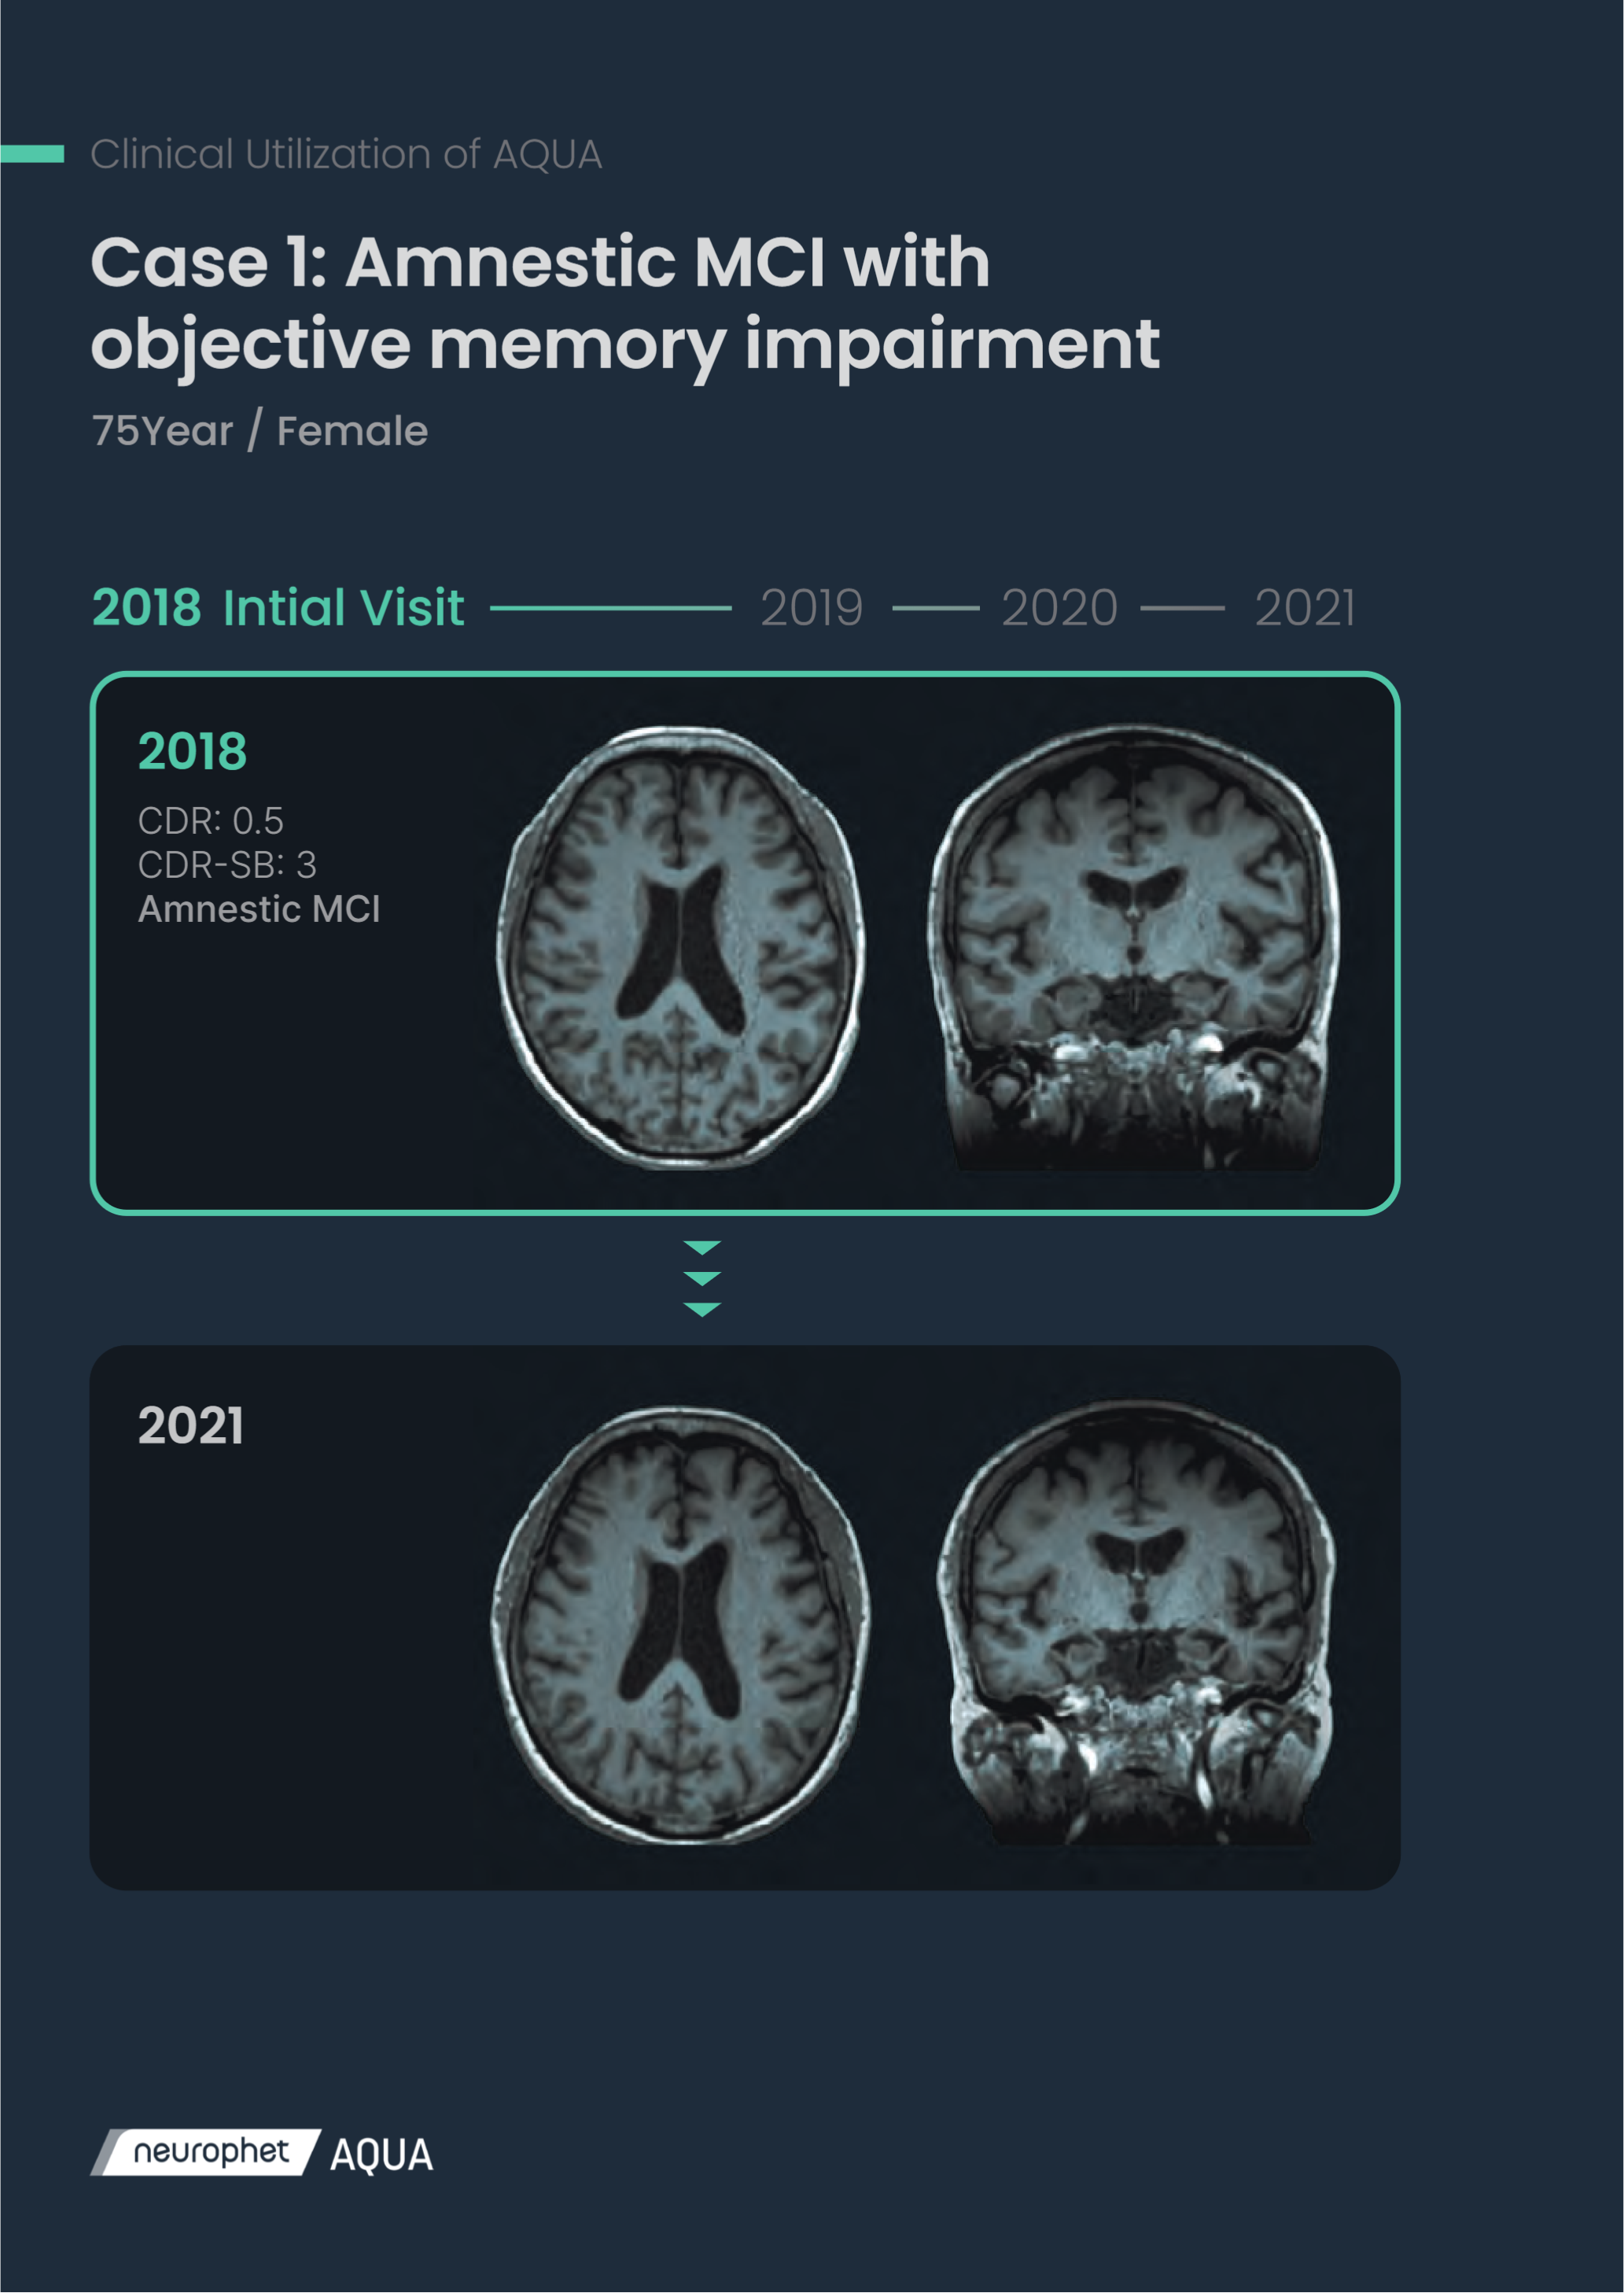 Clinical Utilization of AQUA
Case 1: Amnestic MCI with
objective memory impairment
75Year / Female
2018 Intial Visit 2019 2020 2021
2018
CDR: 0.5
CDR-SB: 3
Amnestic MCI
2021
neurophet AQUA